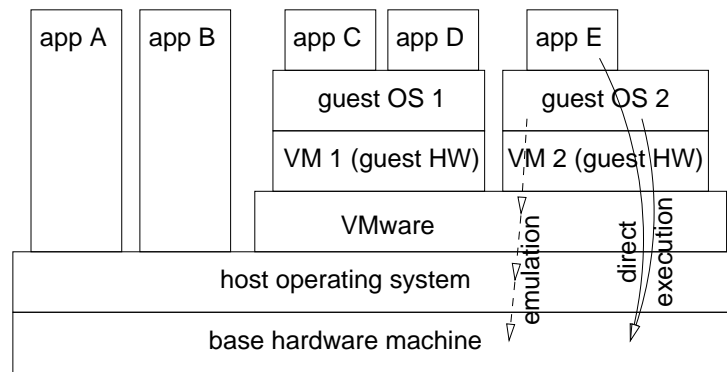 app A
app B
app C
app D
app E
guest OS 1
guest OS 2
VM 1 (guest HW)
VM 2 (guest HW)
VMware
emulation
direct
execution
host operating system
base hardware machine